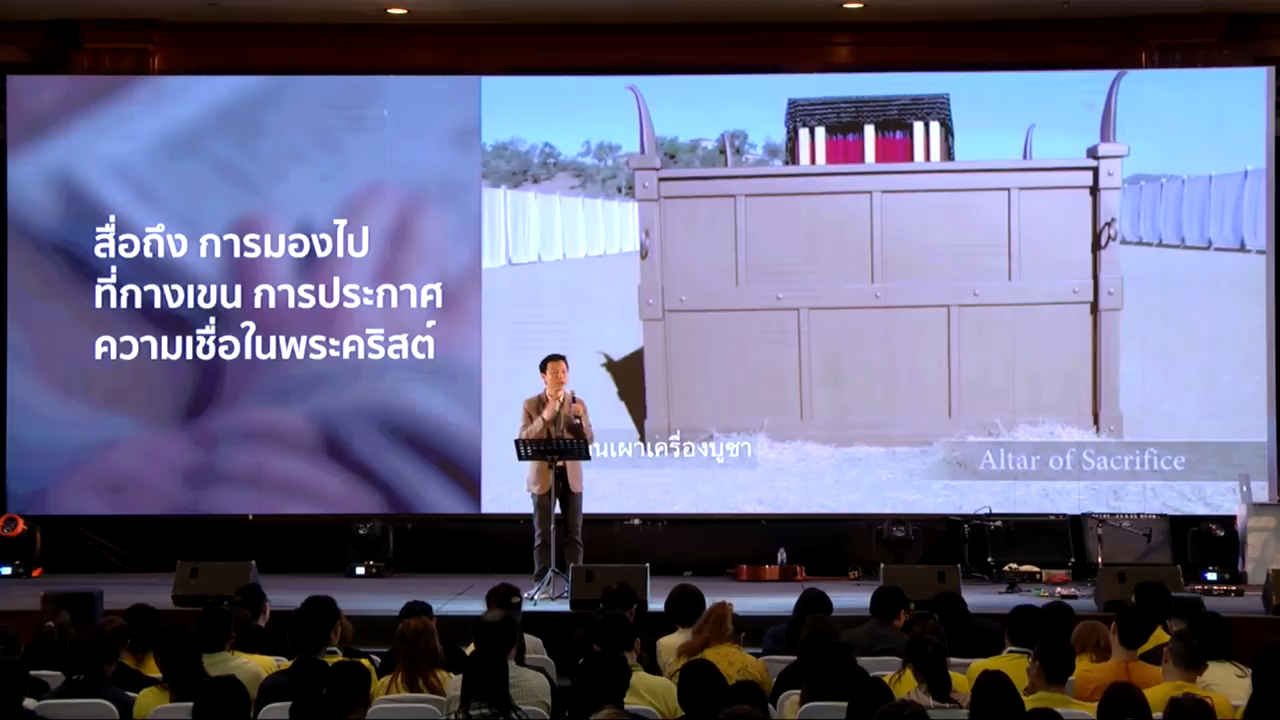 สื่อถึง การมองไป
ที่กางเขน การประกาศ
ความเชื่อในพระคริสต์
เผาเครื่องบูชา
Altar of Sacrifice